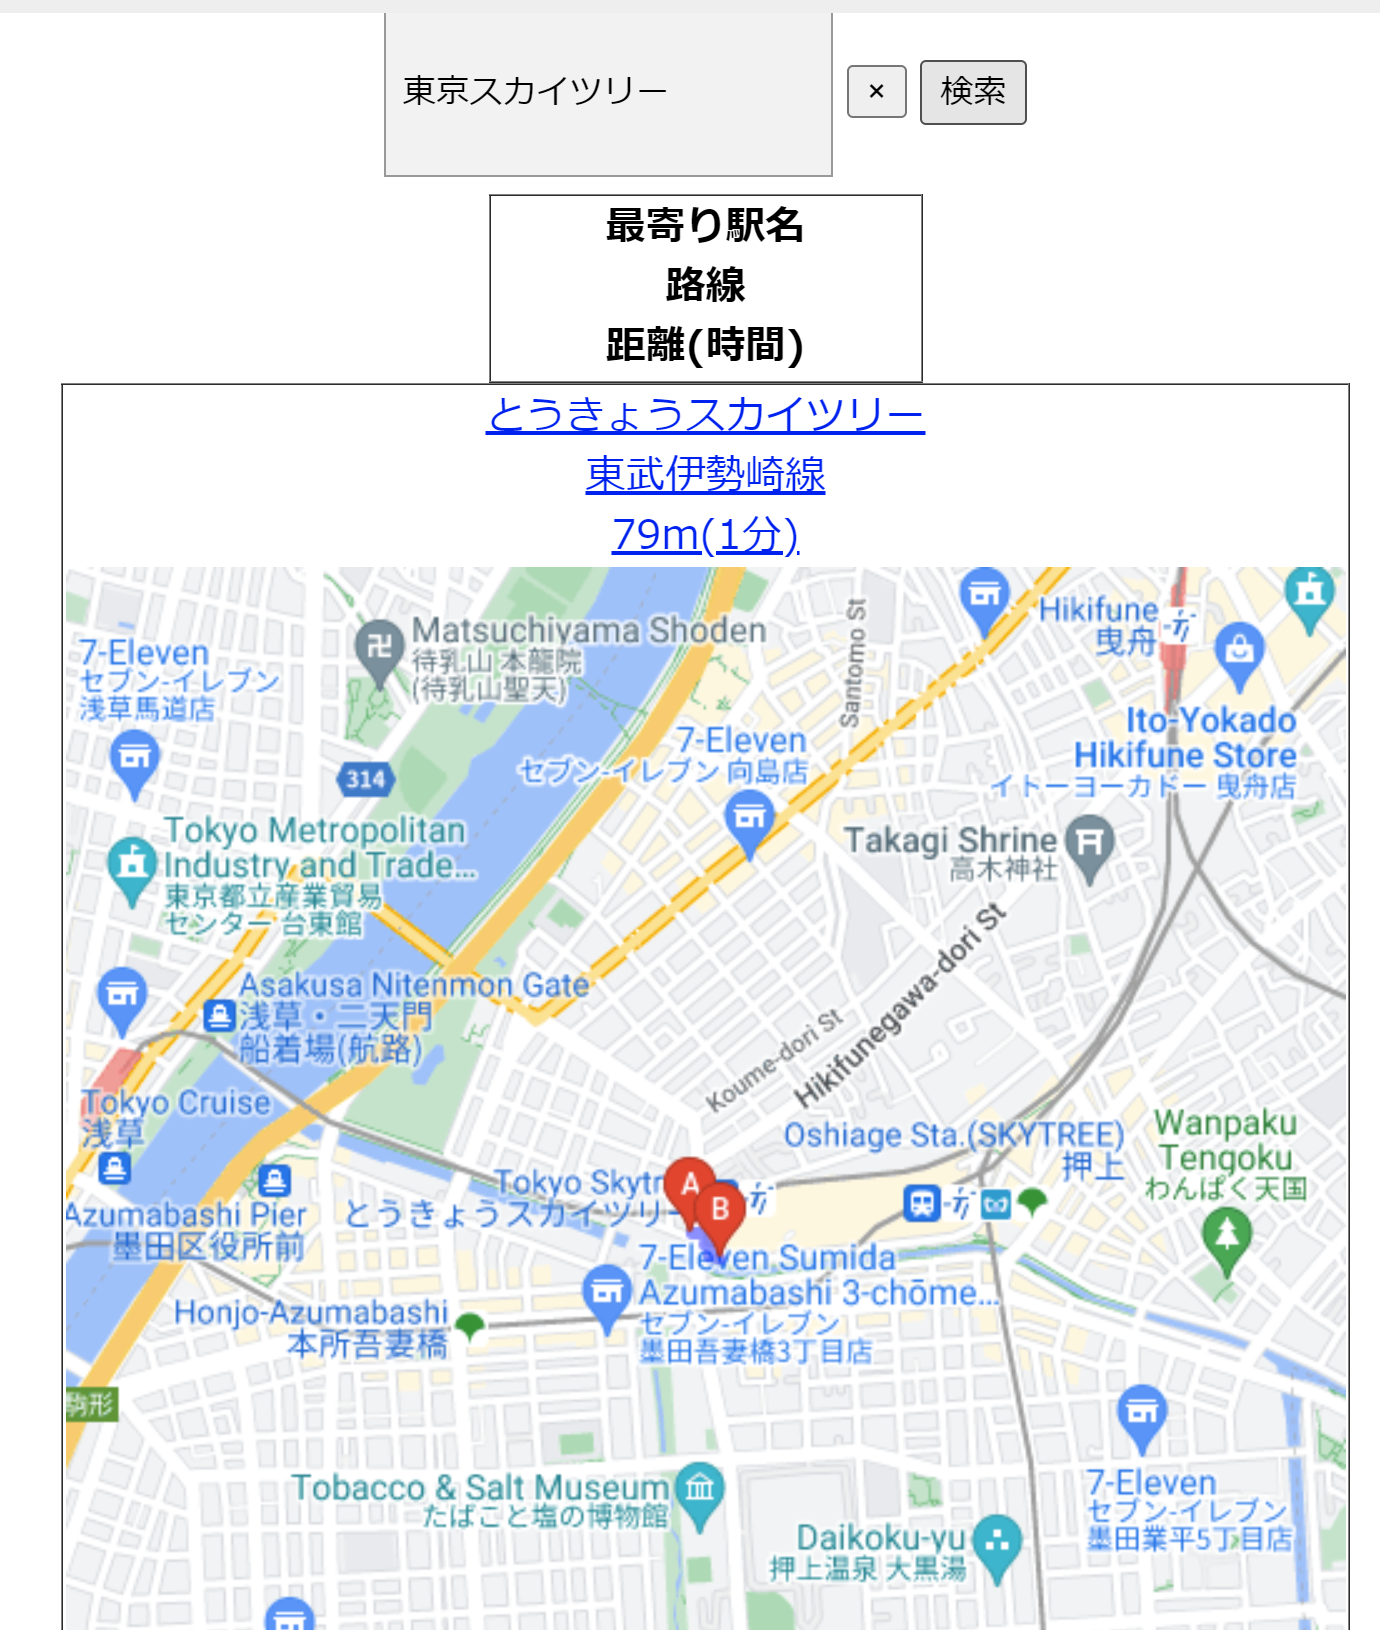 東京スカイツリー
×
検索
最寄り駅名
路線
距離(時間)
とうきょうスカイツリー
東武伊勢崎線
79m(1分)
Matsuchiyama Shoden
待乳山 本龍院
(待乳山聖天)
Santomo St
Hikifune
曳舟
7-Eleven
セブン-イレブン
浅草馬道店
Ito-Yokado
Hikifune Store
イトーヨーカドー 曳舟店
7-Eleven
セブン-イレブン 向島店
314
Tokyo Metropolitan
Industry and Trade...
東京都立産業貿易
センター 台東館
Takagi Shrine
高木神社
Hikifunegawa-dori St
Koume-dori St
Asakusa Nitenmon Gate
浅草・二天門
船着場(航路)
Tokyo Cruise
浅草
Oshiage Sta.(SKYTREE)
押上
Wanpaku
Tengoku
わんぱく天国
Tokyo Skytr
とうきょうスカイツリー
A
B
Azumabashi Pier
墨田区役所前
7-Eleven Sumida
Azumabashi 3-chōme...
セブン-イレブン
墨田吾妻橋3丁目店
Honjo-Azumabashi
本所吾妻橋
駒形
Tobacco & Salt Museum
たばこと塩の博物館
7-Eleven
セブン-イレブン
墨田業平5丁目店
Daikoku-yu
押上温泉 大黒湯